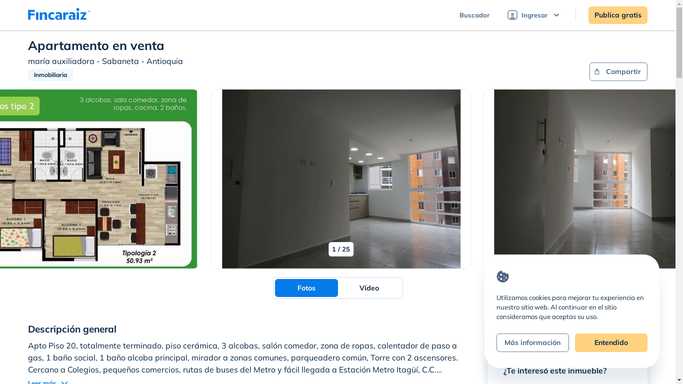 Fincaraiz
Buscador
Ingresar
Publica gratis
Apartamento en venta
maría auxiliadora - Sabaneta - Antioquia
Inmobiliaria
Compartir
os tipo 2
3 alcobas, sala comedor, zona de
ropas, cocina, 2 baños.
Tipología 2
50.93 m²
1 / 25
Fotos
Video
Descripción general
Apto Piso 20, totalmente terminado, piso cerámica, 3 alcobas, salón comedor, zona de ropas, calentador de paso a
gas, 1 baño social, 1 baño alcoba principal, mirador a zonas comunes, parqueadero común, Torre con 2 ascensores.
Cercano a Colegios, pequeños comercios, rutas de buses del Metro y fácil llegada a Estación Metro Itagüí, C.C....
Leer más
Utilizamos cookies para mejorar tu experiencia en
nuestro sitio web. Al continuar en el sitio
consideramos que aceptas su uso.
Más información
Entendido
¿Te interesó este inmueble?